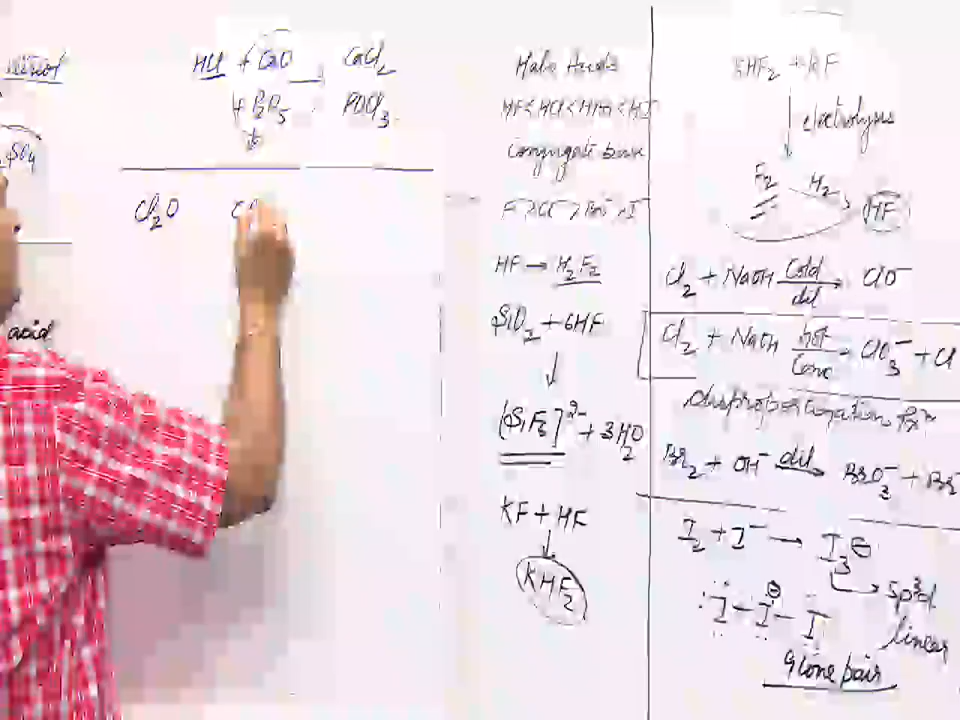 HCl + CaO → CaCl2
+ P2O5 POCl3
SO4
Cl2O
acid
Halo Acids
HF < HCl < HBr < HI
Conjugate base
F > Cl > Br > I
HF → H2F2
SiO2 + 6HF
↓
+ 3H2O
KF + HF
↓
KHF2
KHF2 + KF
↓ electrolysis
F2 H2 HF
Cl2 + NaOH Cold dil → ClO-
Cl2 + NaOH hot Conc → ClO3- + Cl
disproportionation Rxn
Br2 + OH- dil → BrO3- + Br
I2 + I- → I3⊖
sp3d
I - I⊖ - I
linear
9 lone pair